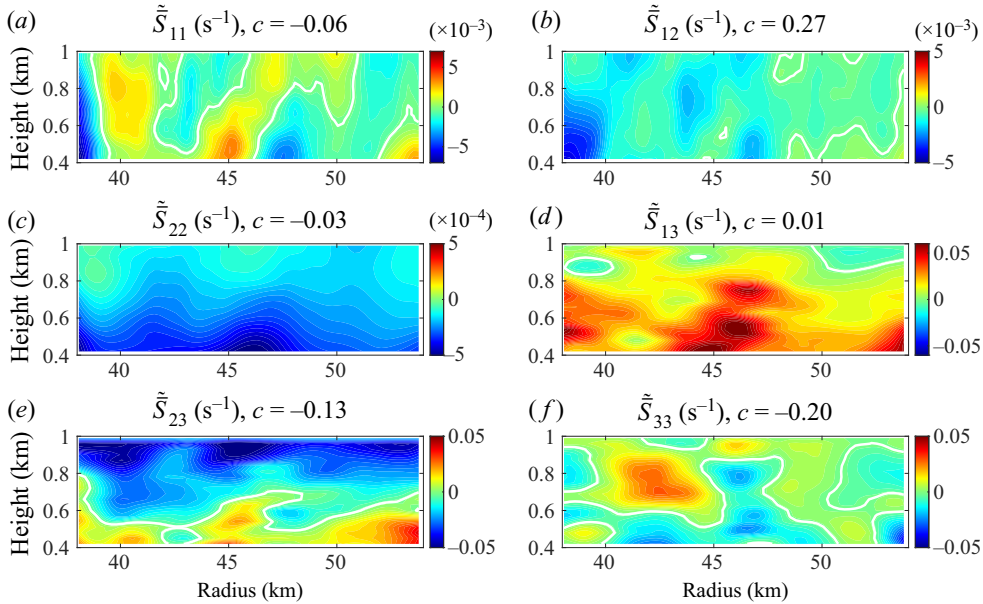 (a) S̃̄₁₁ (s⁻¹), c = –0.06 (×10⁻³)
(b) S̃̄₁₂ (s⁻¹), c = 0.27 (×10⁻³)
Height (km)
1
0.8
0.6
0.4
40 45 50
5
0
–5
1
0.8
0.6
0.4
40 45 50
5
0
–5
(c) S̃̄₂₂ (s⁻¹), c = –0.03 (×10⁻⁴)
(d) S̃̄₁₃ (s⁻¹), c = 0.01
Height (km)
1
0.8
0.6
0.4
40 45 50
5
0
–5
1
0.8
0.6
0.4
40 45 50
0.05
0
–0.05
(e) S̃̄₂₃ (s⁻¹), c = –0.13
(f) S̃̄₃₃ (s⁻¹), c = –0.20
Height (km)
1
0.8
0.6
0.4
40 45 50
Radius (km)
0.05
0
–0.05
1
0.8
0.6
0.4
40 45 50
Radius (km)
0.05
0
–0.05